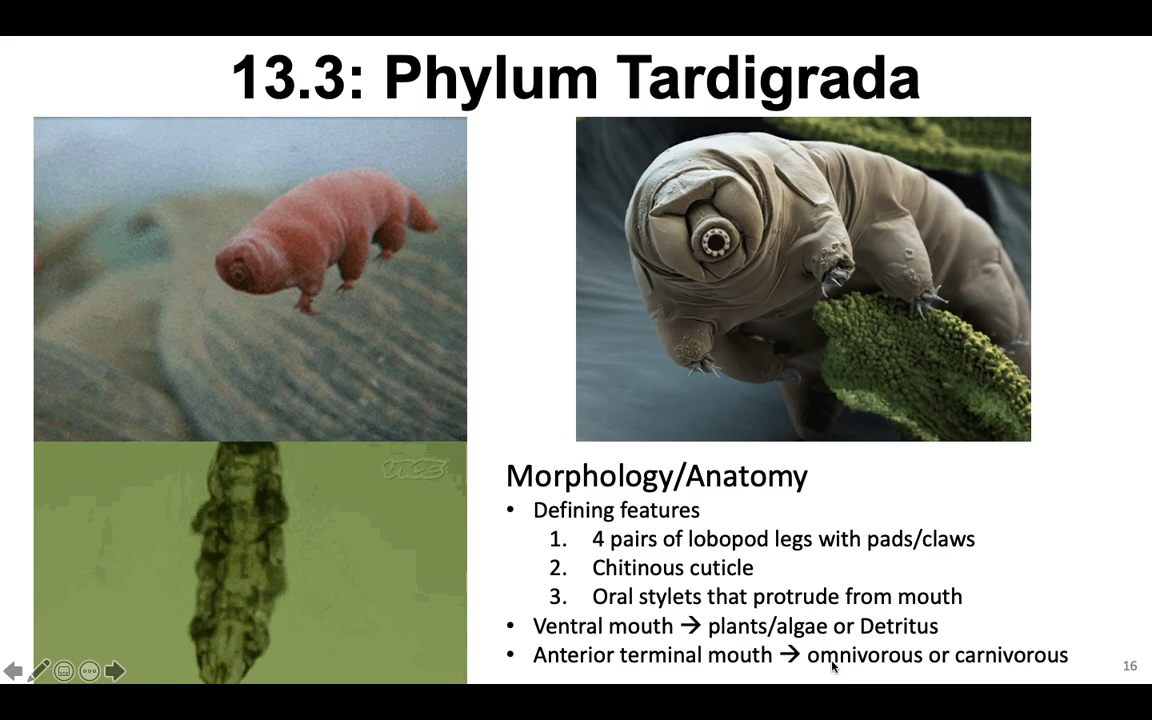 13.3: Phylum Tardigrada
VICE
Morphology/Anatomy
• Defining features
1. 4 pairs of lobopod legs with pads/claws
2. Chitinous cuticle
3. Oral stylets that protrude from mouth
• Ventral mouth → plants/algae or Detritus
• Anterior terminal mouth → omnivorous or carnivorous
16